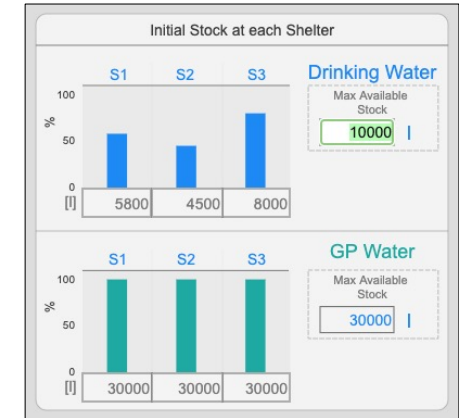 Initial Stock at each Shelter
S1 S2 S3 Drinking Water
Max Available
Stock
10000 l
100
%
50
0
[l] 5800 4500 8000
S1 S2 S3 GP Water
Max Available
Stock
30000 l
100
%
50
0
[l] 30000 30000 30000